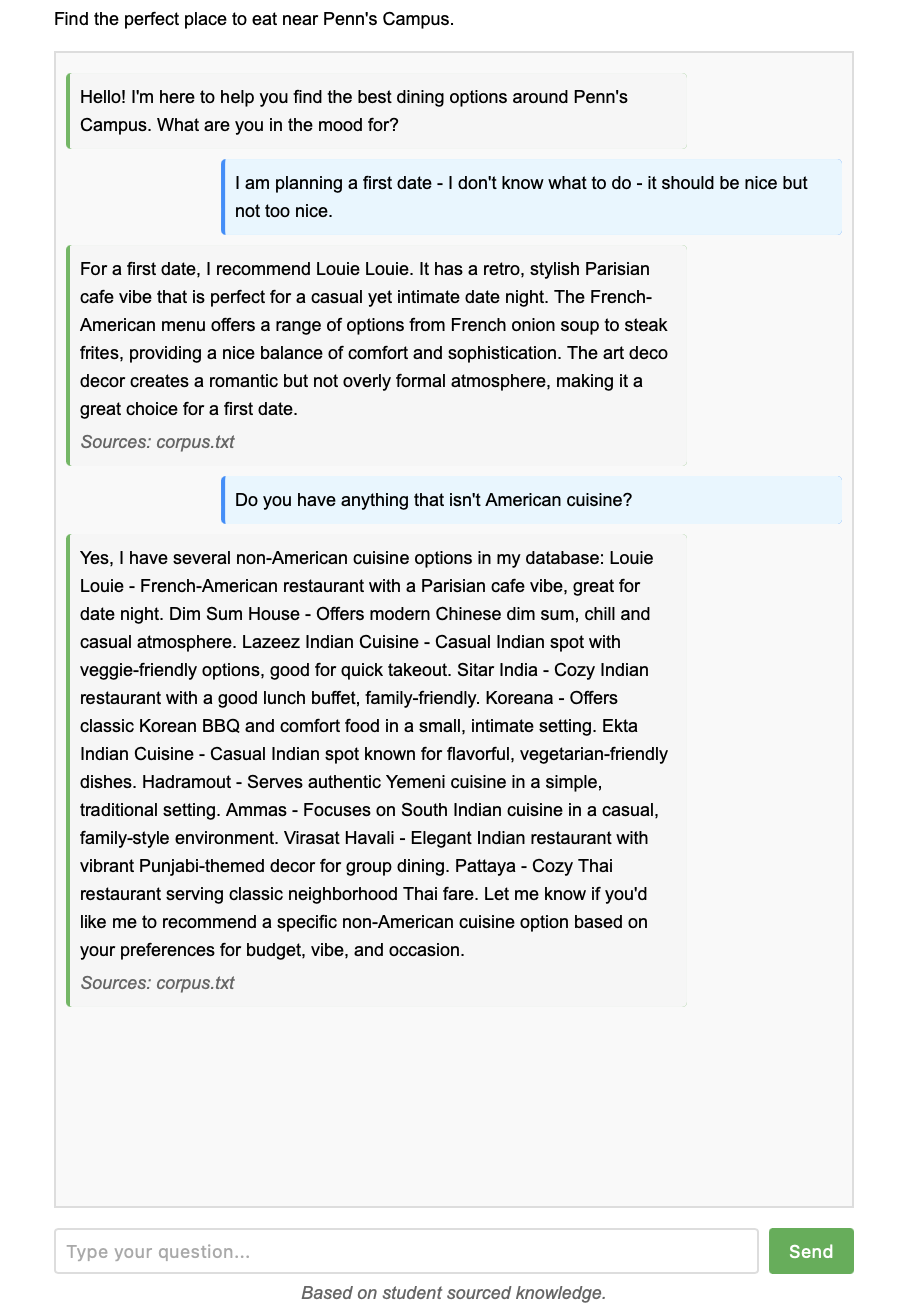 Find the perfect place to eat near Penn's Campus.
Hello! I'm here to help you find the best dining options around Penn's
Campus. What are you in the mood for?
I am planning a first date - I don't know what to do - it should be nice but
not too nice.
For a first date, I recommend Louie Louie. It has a retro, stylish Parisian
cafe vibe that is perfect for a casual yet intimate date night. The French-
American menu offers a range of options from French onion soup to steak
frites, providing a nice balance of comfort and sophistication. The art deco
decor creates a romantic but not overly formal atmosphere, making it a
great choice for a first date.
Sources: corpus.txt
Do you have anything that isn't American cuisine?
Yes, I have several non-American cuisine options in my database: Louie
Louie - French-American restaurant with a Parisian cafe vibe, great for
date night. Dim Sum House - Offers modern Chinese dim sum, chill and
casual atmosphere. Lazeez Indian Cuisine - Casual Indian spot with
veggie-friendly options, good for quick takeout. Sitar India - Cozy Indian
restaurant with a good lunch buffet, family-friendly. Koreana - Offers
classic Korean BBQ and comfort food in a small, intimate setting. Ekta
Indian Cuisine - Casual Indian spot known for flavorful, vegetarian-friendly
dishes. Hadramout - Serves authentic Yemeni cuisine in a simple,
traditional setting. Ammas - Focuses on South Indian cuisine in a casual,
family-style environment. Virasat Havali - Elegant Indian restaurant with
vibrant Punjabi-themed decor for group dining. Pattaya - Cozy Thai
restaurant serving classic neighborhood Thai fare. Let me know if you'd
like me to recommend a specific non-American cuisine option based on
your preferences for budget, vibe, and occasion.
Sources: corpus.txt
Type your question...
Send
Based on student sourced knowledge.